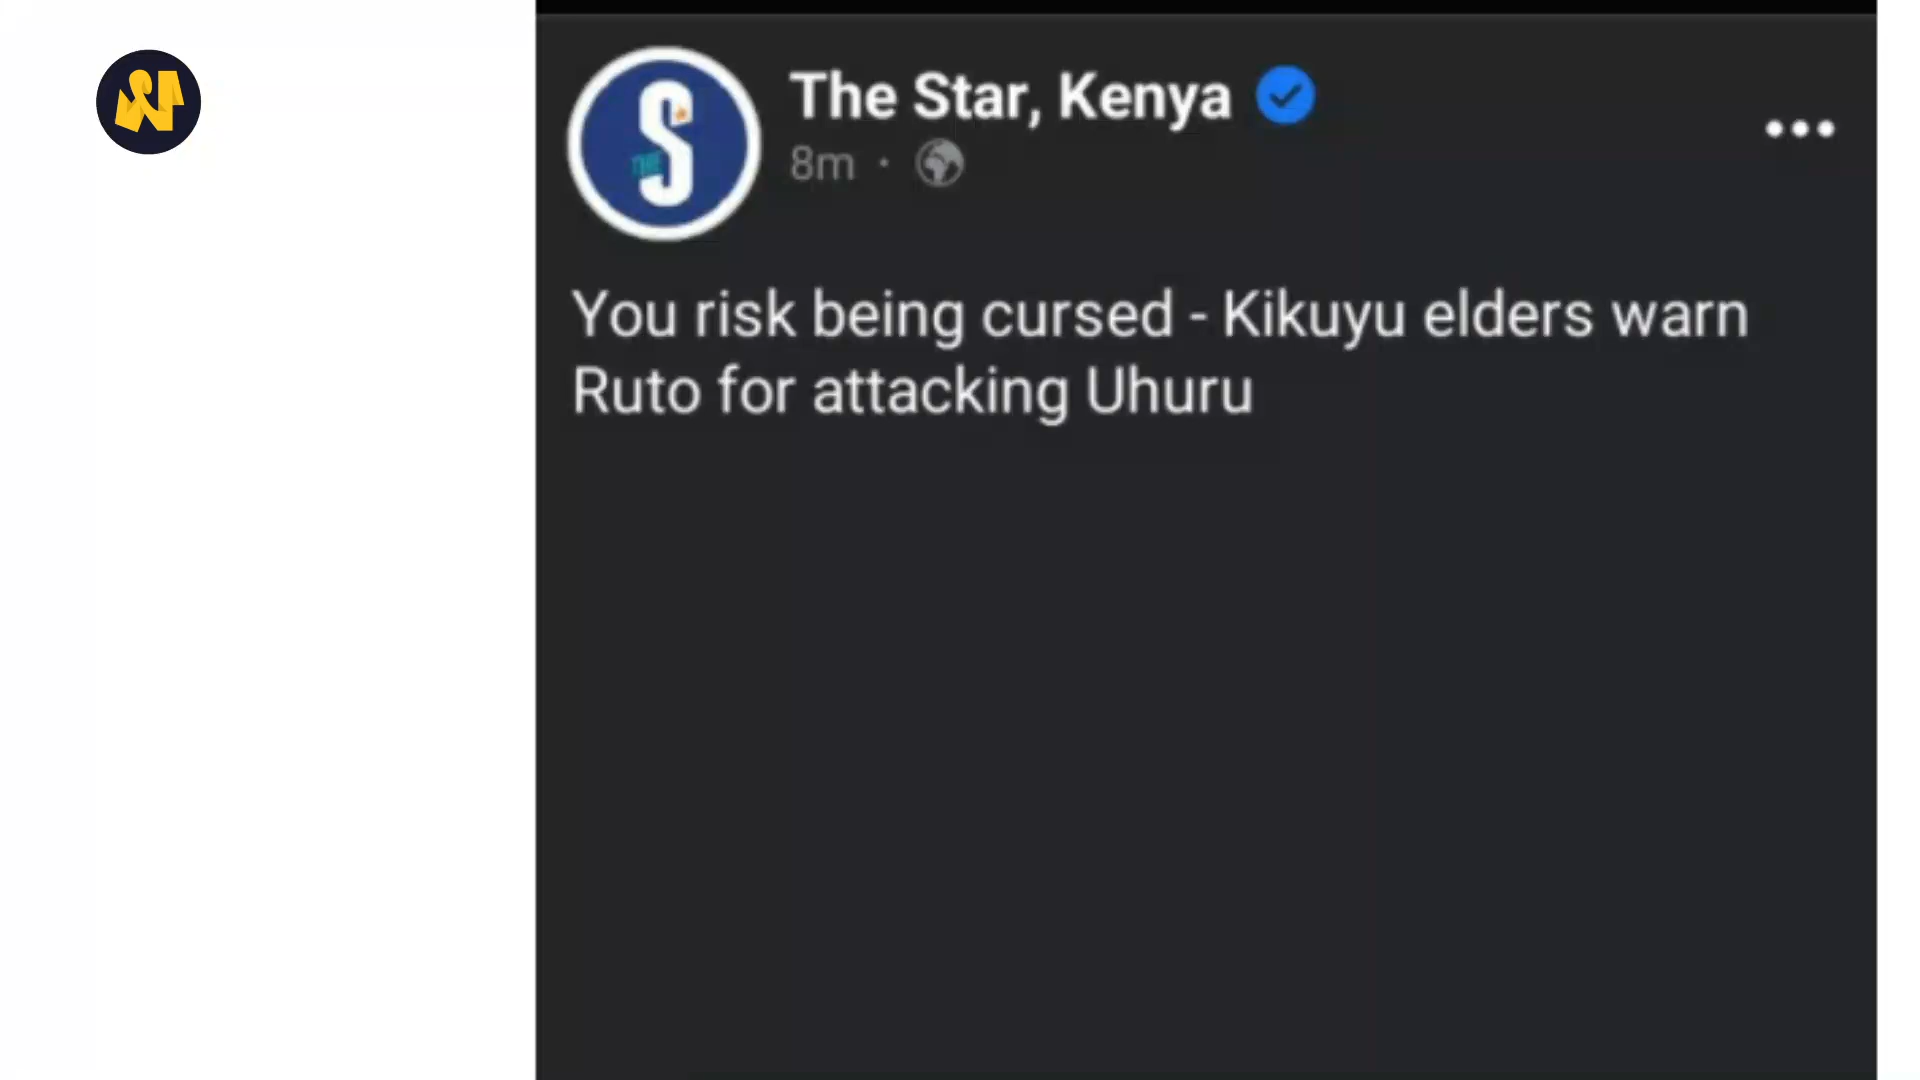 The Star, Kenya
8m ·
You risk being cursed - Kikuyu elders warn
Ruto for attacking Uhuru